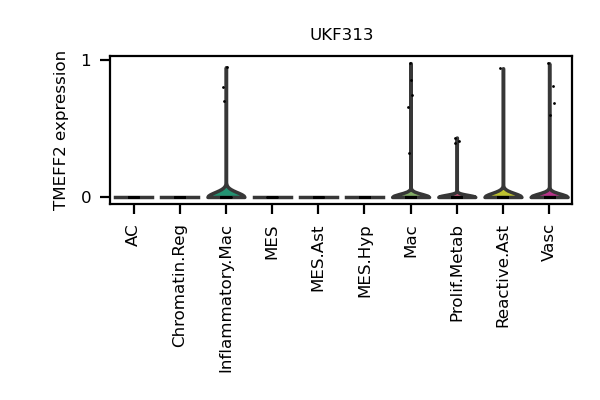 UKF313
TMEFF2 expression
1
0
AC
Chromatin.Reg
Inflammatory.Mac
MES
MES.Ast
MES.Hyp
Mac
Prolif.Metab
Reactive.Ast
Vasc